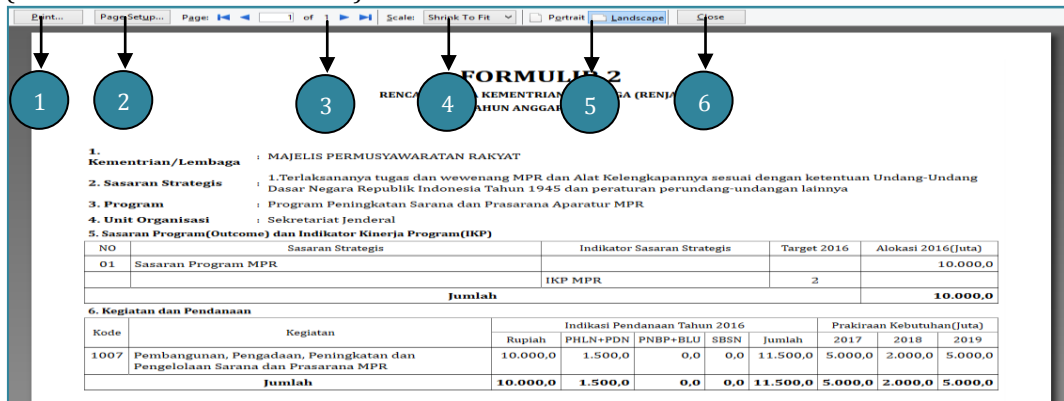 Print... Page Setup... Page: 1 of 1 Scale: Shrink To Fit Portrait Landscape Close
1 2 3 4 5 6
FORMULIR 2
RENCANA KEMENTRIAN (RENJA
TAHUN ANGGARAN
1.
Kementrian/Lembaga : MAJELIS PERMUSYAWARATAN RAKYAT
2. Sasaran Strategis : 1.Terlaksananya tugas dan wewenang MPR dan Alat Kelengkapannya sesuai dengan ketentuan Undang-Undang
Dasar Negara Republik Indonesia Tahun 1945 dan peraturan perundang-undangan lainnya
3. Program : Program Peningkatan Sarana dan Prasarana Aparatur MPR
4. Unit Organisasi : Sekretariat Jenderal
5. Sasaran Program(Outcome) dan Indikator Kinerja Program(IKP)
NO Sasaran Strategis Indikator Sasaran Strategis Target 2016 Alokasi 2016(Juta)
01 Sasaran Program MPR 10.000,0
IKP MPR 2
Jumlah 10.000,0
6. Kegiatan dan Pendanaan
Kode Kegiatan Indikasi Pendanaan Tahun 2016 Prakiraan Kebutuhan(Juta)
Rupiah PHLN+PDN PNBP+BLU SBSN Jumlah 2017 2018 2019
1007 Pembangunan, Pengadaan, Peningkatan dan 10.000,0 1.500,0 0,0 0,0 11.500,0 5.000,0 2.000,0 5.000,0
Pengelolaan Sarana dan Prasarana MPR
Jumlah 10.000,0 1.500,0 0,0 0,0 11.500,0 5.000,0 2.000,0 5.000,0